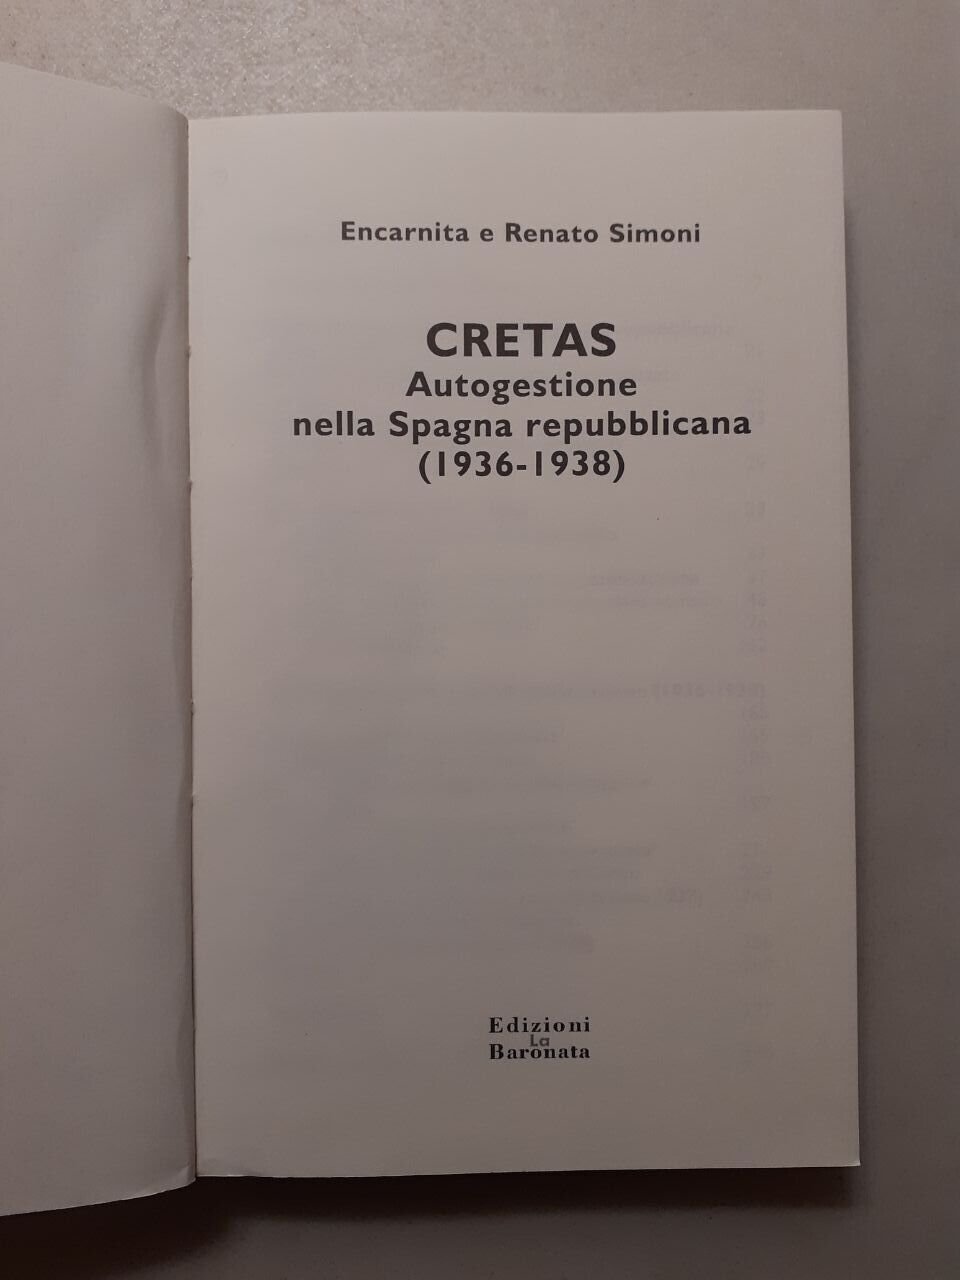 Encarnita e Renato Simoni
CRETAS
Autogestione
nella Spagna repubblicana
(1936-1938)
Edizioni
La
Baronata